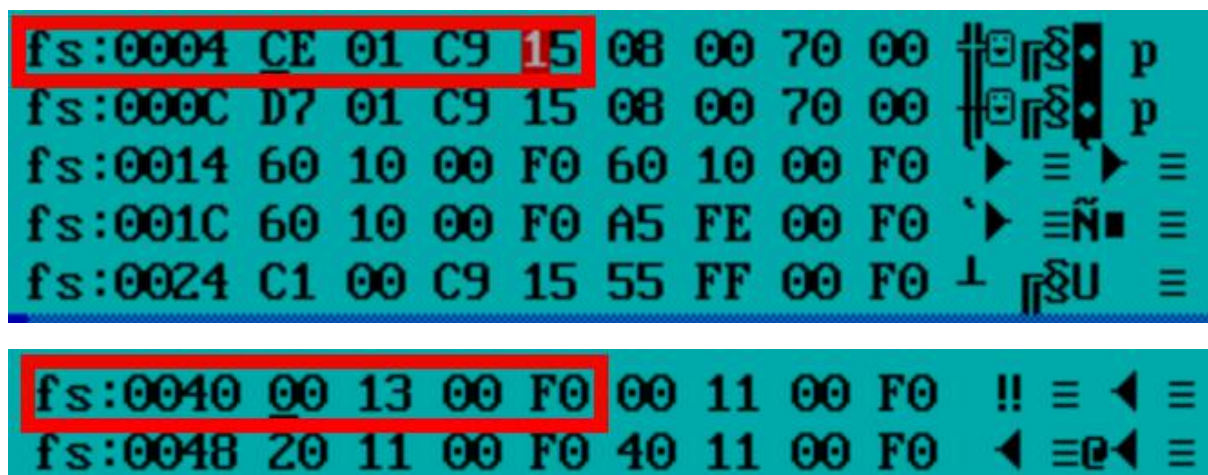 fs:0004 CE 01 C9 15 08 00 70 00 ╬☺╔§◘ p
fs:000C D7 01 C9 15 08 00 70 00 ╫☺╔§◘ p
fs:0014 60 10 00 F0 60 10 00 F0 `► ≡`► ≡
fs:001C 60 10 00 F0 A5 FE 00 F0 `► ≡Ñ■ ≡
fs:0024 C1 00 C9 15 55 FF 00 F0 ┴ ╔§U ≡
fs:0040 00 13 00 F0 00 11 00 F0 ‼ ≡ ◄ ≡
fs:0048 20 11 00 F0 40 11 00 F0 ◄ ≡@◄ ≡